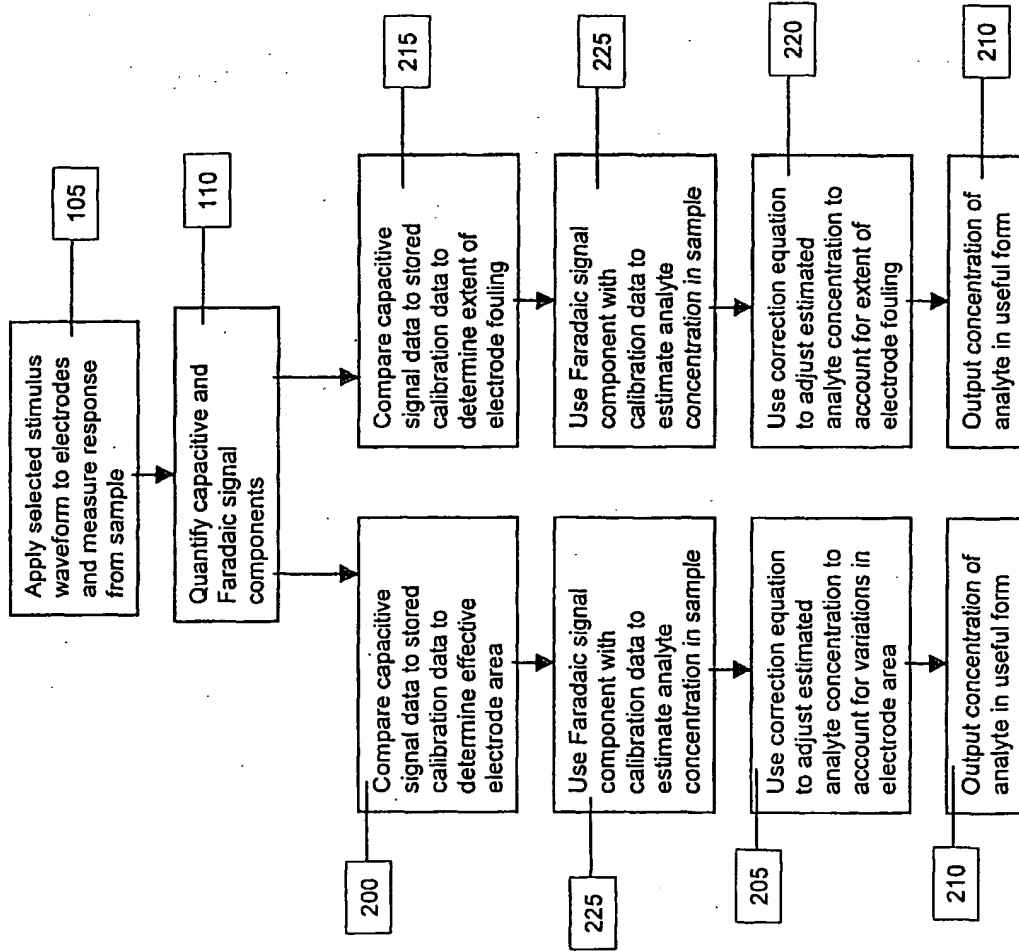 105
Apply selected stimulus
waveform to electrodes
and measure response
from sample
110
Quantify capacitive and
Faradaic signal
components
200
Compare capacitive
signal data to stored
calibration data to
determine effective
electrode area
225
Use Faradaic signal
component with
calibration data to
estimate analyte
concentration in sample
205
Use correction equation
to adjust estimated
analyte concentration to
account for variations in
electrode area
210
Output concentration of
analyte in useful form
215
Compare capacitive
signal data to stored
calibration data to
determine extent of
electrode fouling
225
Use Faradaic signal
component with
calibration data to
estimate analyte
concentration in sample
220
Use correction equation
to adjust estimated
analyte concentration to
account for extent of
electrode fouling
210
Output concentration of
analyte in useful form